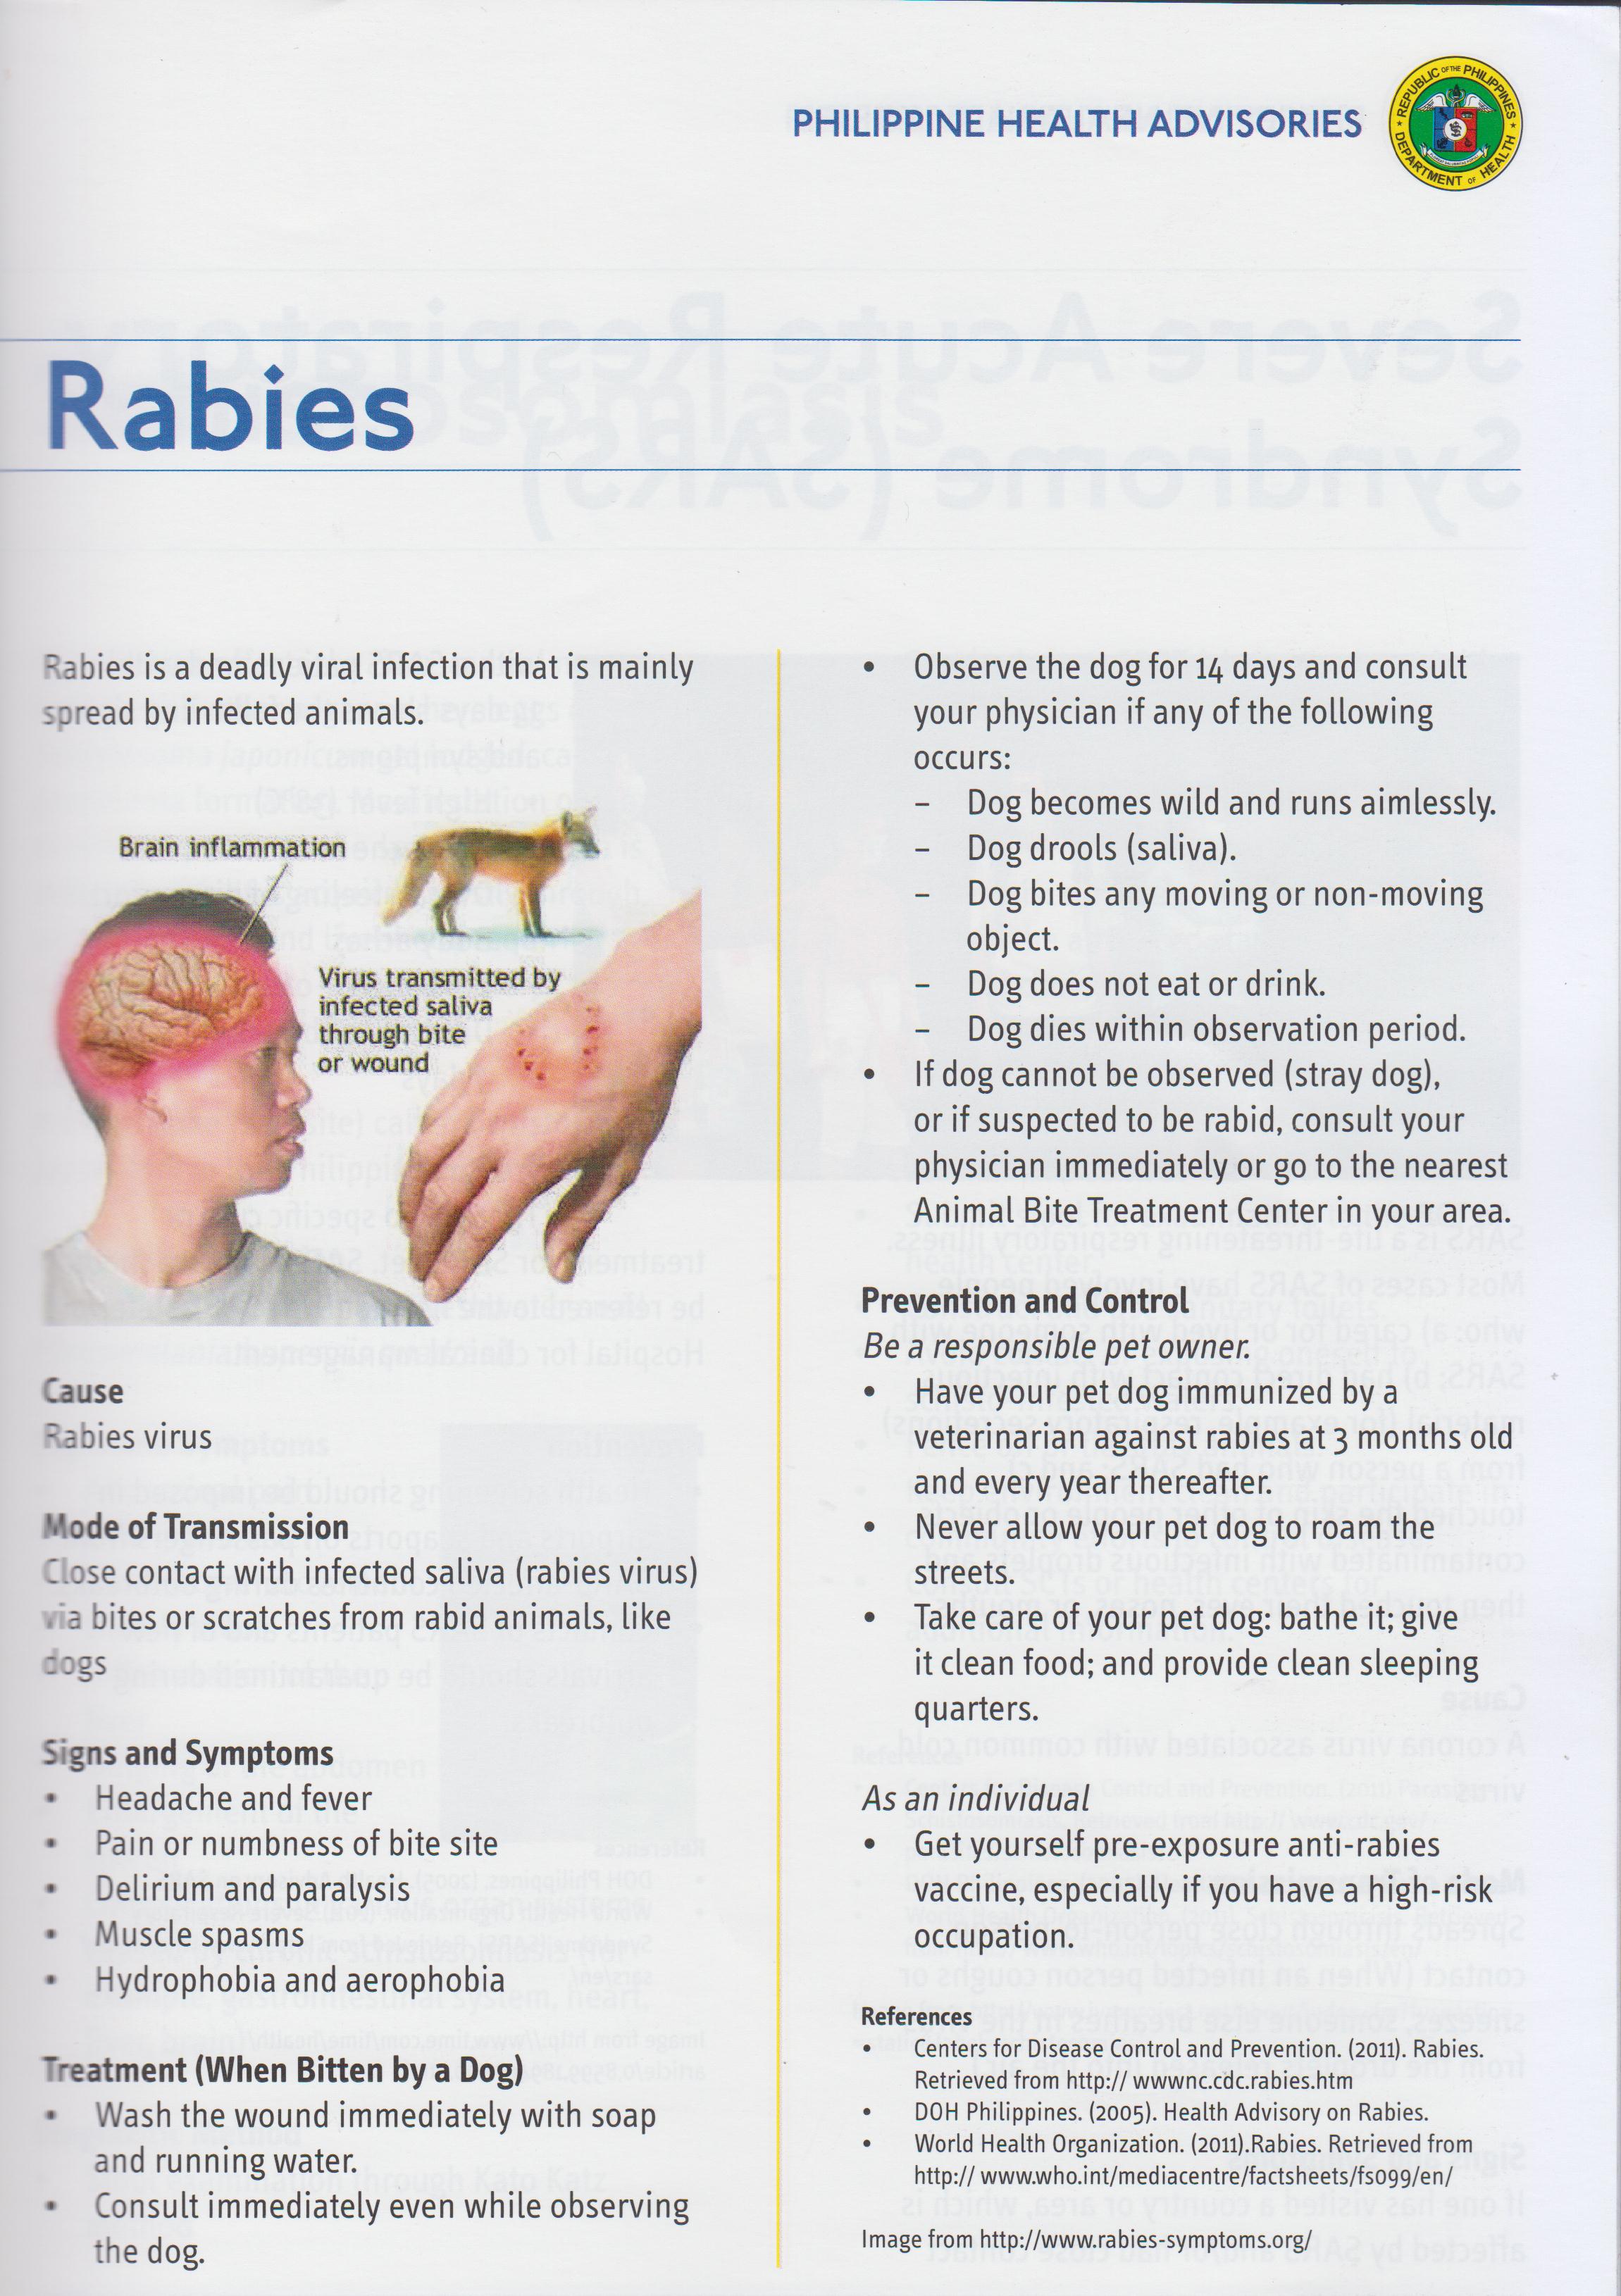 PHILIPPINE HEALTH ADVISORIES
REPUBLIC OF THE PHILIPPINES
DEPARTMENT OF HEALTH
Rabies
Rabies is a deadly viral infection that is mainly
spread by infected animals.
Brain inflammation
Virus transmitted by
infected saliva
through bite
or wound
Cause
Rabies virus
Mode of Transmission
Close contact with infected saliva (rabies virus)
via bites or scratches from rabid animals, like
dogs
Signs and Symptoms
• Headache and fever
• Pain or numbness of bite site
• Delirium and paralysis
• Muscle spasms
• Hydrophobia and aerophobia
Treatment (When Bitten by a Dog)
• Wash the wound immediately with soap
and running water.
• Consult immediately even while observing
the dog.
• Observe the dog for 14 days and consult
your physician if any of the following
occurs:
– Dog becomes wild and runs aimlessly.
– Dog drools (saliva).
– Dog bites any moving or non-moving
object.
– Dog does not eat or drink.
– Dog dies within observation period.
• If dog cannot be observed (stray dog),
or if suspected to be rabid, consult your
physician immediately or go to the nearest
Animal Bite Treatment Center in your area.
Prevention and Control
Be a responsible pet owner.
• Have your pet dog immunized by a
veterinarian against rabies at 3 months old
and every year thereafter.
• Never allow your pet dog to roam the
streets.
• Take care of your pet dog: bathe it; give
it clean food; and provide clean sleeping
quarters.
As an individual
• Get yourself pre-exposure anti-rabies
vaccine, especially if you have a high-risk
occupation.
References
• Centers for Disease Control and Prevention. (2011). Rabies.
Retrieved from http:// wwwnc.cdc.rabies.htm
• DOH Philippines. (2005). Health Advisory on Rabies.
• World Health Organization. (2011).Rabies. Retrieved from
http:// www.who.int/mediacentre/factsheets/fs099/en/
Image from http://www.rabies-symptoms.org/